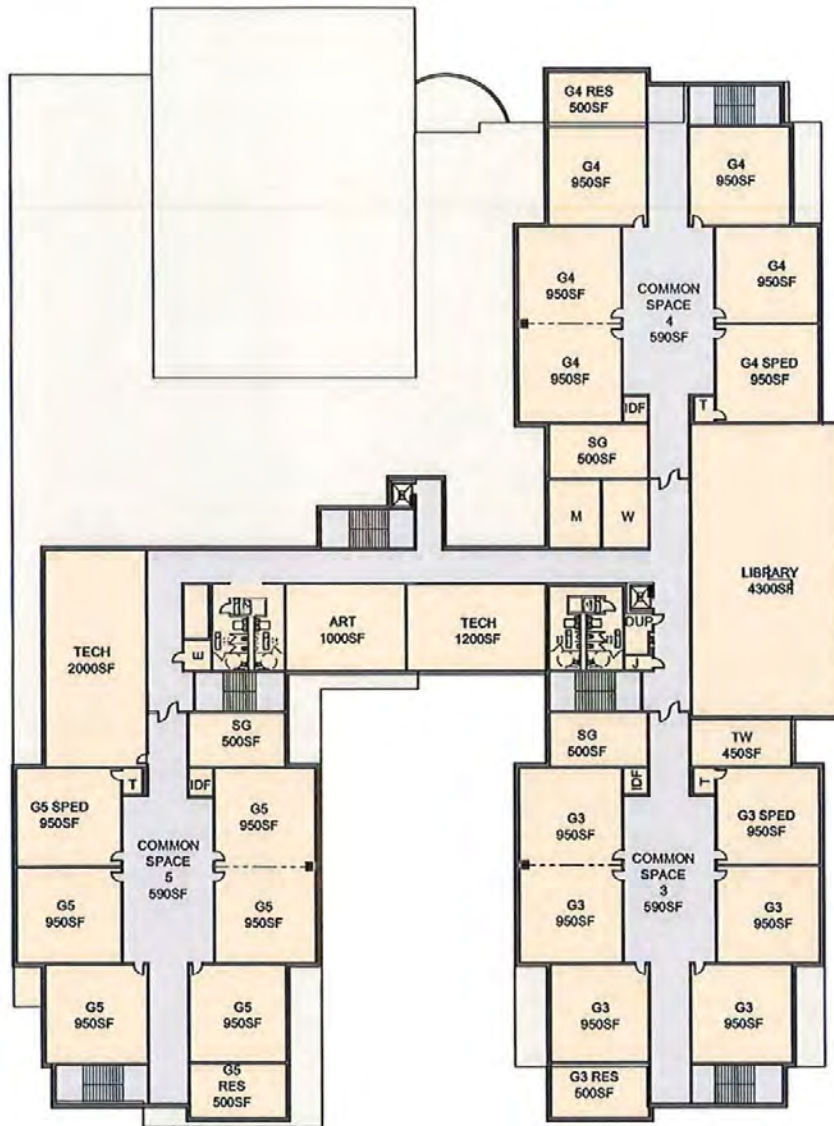 G4 RES
500SF
G4
950SF
G4
950SF
G4
950SF
COMMON
SPACE
4
590SF
G4
950SF
G4
950SF
G4 SPED
950SF
IDF
T
SG
500SF
M
W
LIBRARY
4300SF
TECH
2000SF
E
ART
1000SF
TECH
1200SF
DUP
J
SG
500SF
SG
500SF
TW
450SF
T
IDF
IDF
T
G5 SPED
950SF
G5
950SF
G3
950SF
G3 SPED
950SF
COMMON
SPACE
5
590SF
COMMON
SPACE
3
590SF
G5
950SF
G5
950SF
G3
950SF
G3
950SF
G5
950SF
G5
950SF
G3
950SF
G3
950SF
G5
RES
500SF
G3 RES
500SF